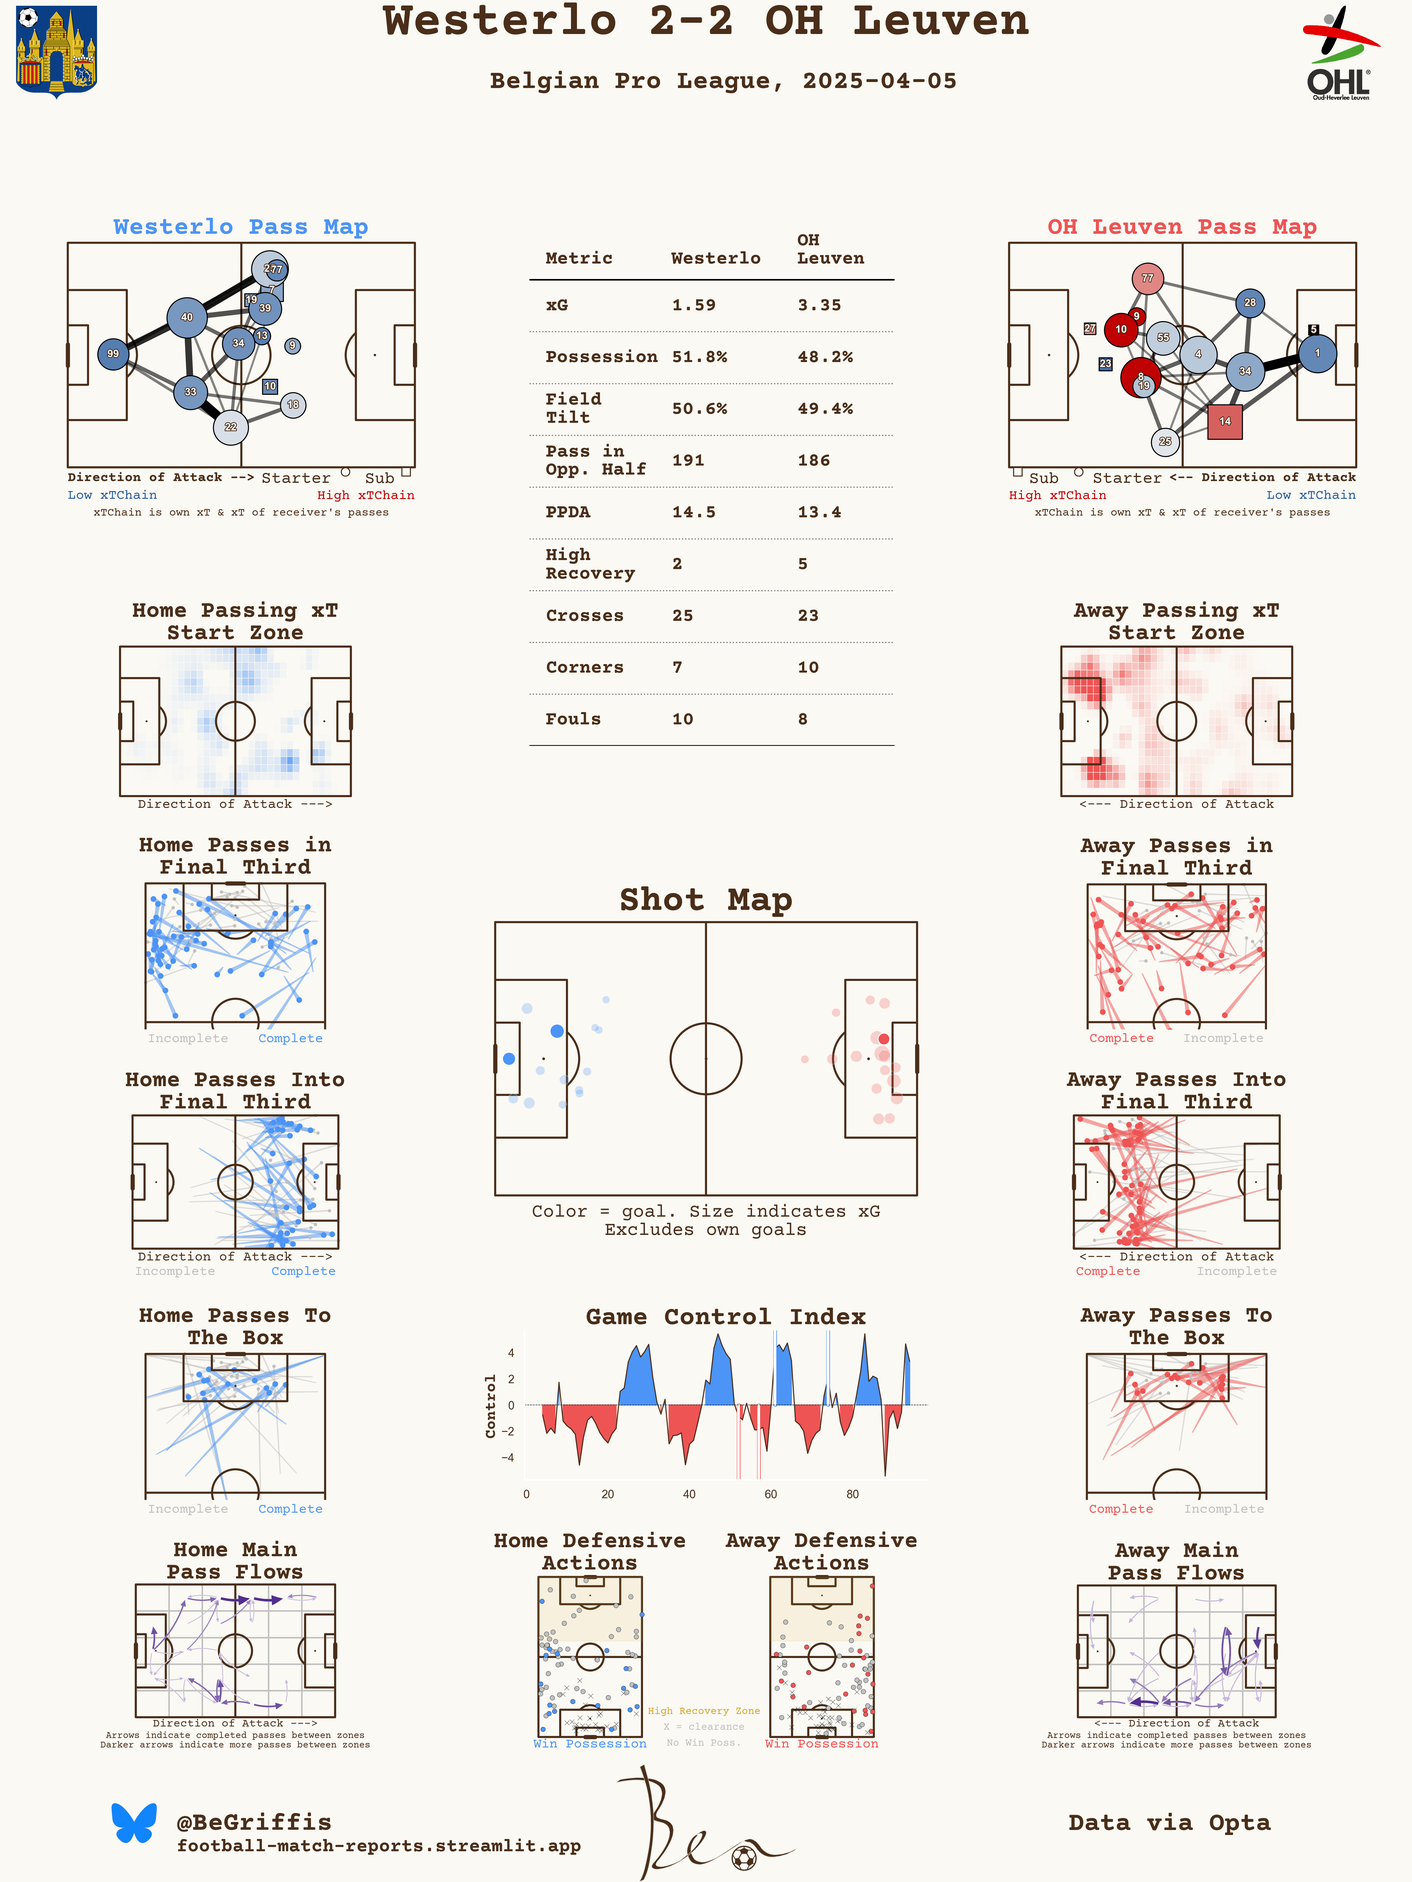 Westerlo 2-2 OH Leuven
Belgian Pro League, 2025-04-05
OHL®
Oud-Heverlee Leuven
Westerlo Pass Map
77
7
19
39
40
13
34
9
99
10
33
18
22
Direction of Attack --> Starter Sub
Low xTChain High xTChain
xTChain is own xT & xT of receiver's passes
Metric Westerlo OH Leuven
xG 1.59 3.35
Possession 51.8% 48.2%
Field Tilt 50.6% 49.4%
Pass in Opp. Half 191 186
PPDA 14.5 13.4
High Recovery 2 5
Crosses 25 23
Corners 7 10
Fouls 10 8
OH Leuven Pass Map
77
28
9
27
10
5
55
4
1
23
34
8
19
14
25
Sub Starter <-- Direction of Attack
High xTChain Low xTChain
xTChain is own xT & xT of receiver's passes
Home Passing xT
Start Zone
Direction of Attack --->
Away Passing xT
Start Zone
<--- Direction of Attack
Home Passes in
Final Third
Incomplete Complete
Away Passes in
Final Third
Complete Incomplete
Shot Map
Color = goal. Size indicates xG
Excludes own goals
Home Passes Into
Final Third
Direction of Attack --->
Incomplete Complete
Away Passes Into
Final Third
<--- Direction of Attack
Complete Incomplete
Home Passes To
The Box
Incomplete Complete
Game Control Index
Control
4
2
0
−2
−4
0 20 40 60 80
Away Passes To
The Box
Complete Incomplete
Home Main
Pass Flows
Direction of Attack --->
Arrows indicate completed passes between zones
Darker arrows indicate more passes between zones
Home Defensive
Actions
Win Possession
High Recovery Zone
X = clearance
No Win Poss.
Away Defensive
Actions
Win Possession
Away Main
Pass Flows
<--- Direction of Attack
Arrows indicate completed passes between zones
Darker arrows indicate more passes between zones
@BeGriffis
football-match-reports.streamlit.app
Ben
Data via Opta